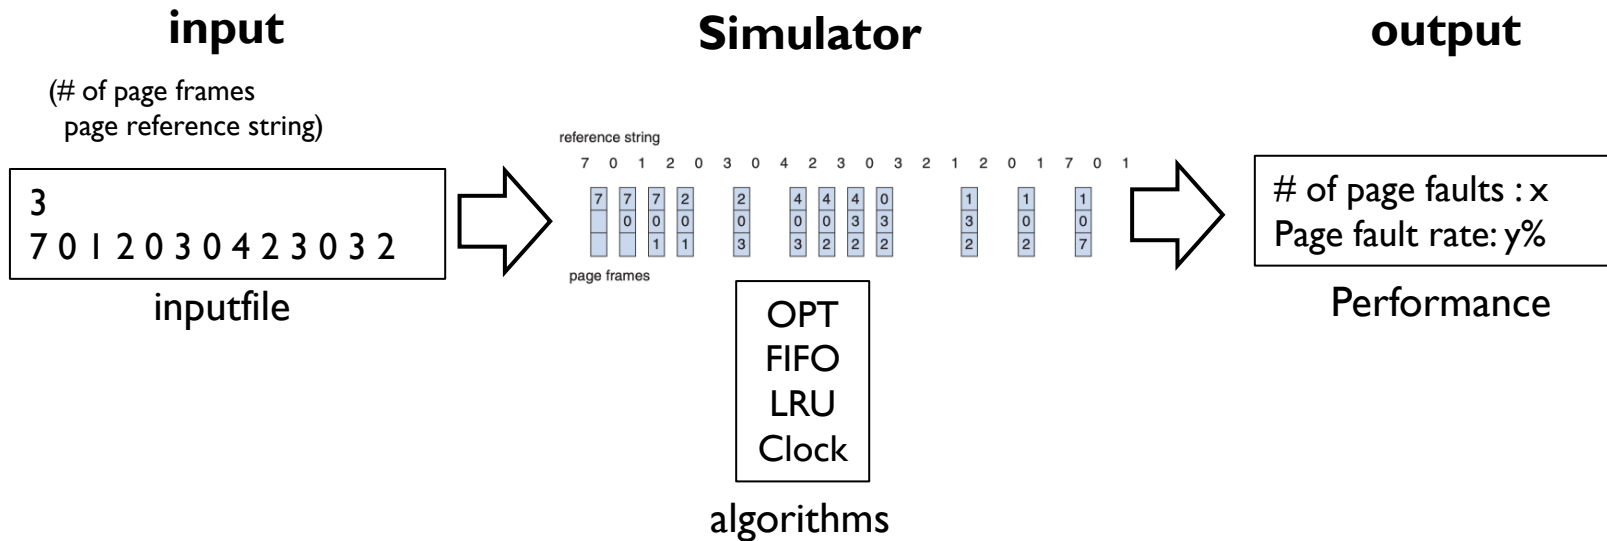 input
(# of page frames
page reference string)
3
7 0 1 2 0 3 0 4 2 3 0 3 2
inputfile
Simulator
reference string
7 0 1 2 0 3 0 4 2 3 0 3 2 1 2 0 1 7 0 1
7 7 7 2 2 4 4 4 0 1 1 1
0 0 0 0 0 0 3 3 3 0 0
1 1 3 3 2 2 2 2 2 7
page frames
OPT
FIFO
LRU
Clock
algorithms
output
# of page faults : x
Page fault rate: y%
Performance